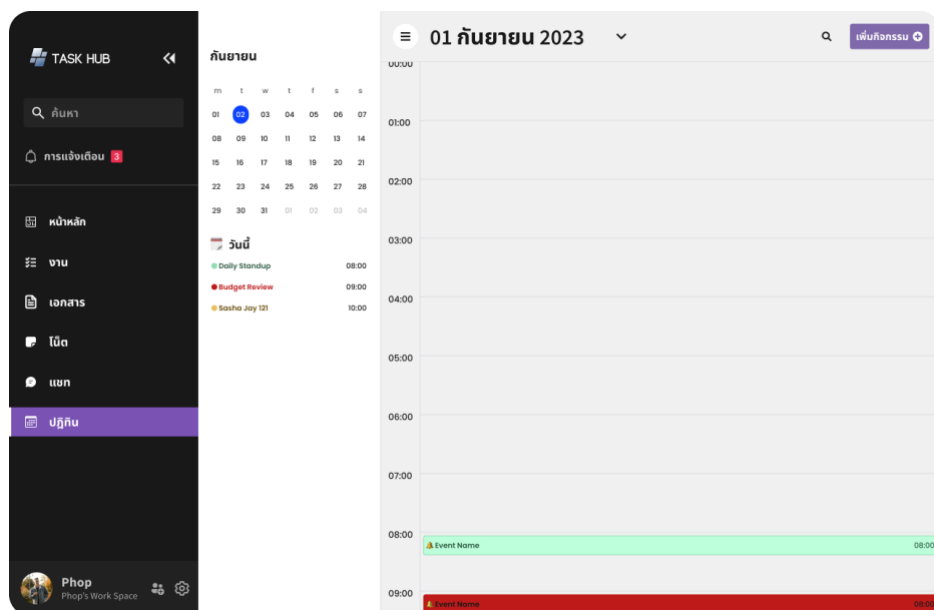 TASK HUB
ค้นหา
การแจ้งเตือน 3
หน้าหลัก
งาน
เอกสาร
โน๊ต
แชท
ปฏิทิน
Phop
Phop's Work Space
กันยายน
m t w t f s s
01 02 03 04 05 06 07
08 09 10 11 12 13 14
15 16 17 18 19 20 21
22 23 24 25 26 27 28
29 30 31 01 02 03 04
วันนี้
Daily Standup 08:00
Budget Review 09:00
Sasha Jay 121 10:00
01 กันยายน 2023
เพิ่มกิจกรรม
00:00
01:00
02:00
03:00
04:00
05:00
06:00
07:00
08:00
Event Name 08:00
09:00
Event Name 08:00